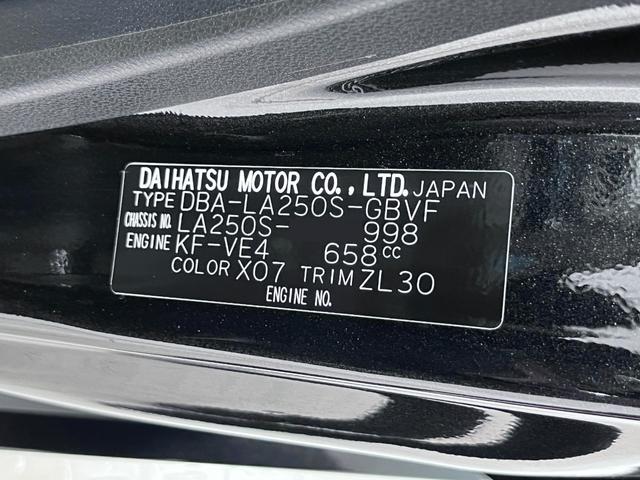 DAIHATSU MOTOR CO., LTD. JAPAN
TYPE DBA-LA250S-GBVF
CHASSIS NO. LA250S- 998
ENGINE KF-VE4 658cc
COLOR X07 TRIM ZL30
ENGINE NO.